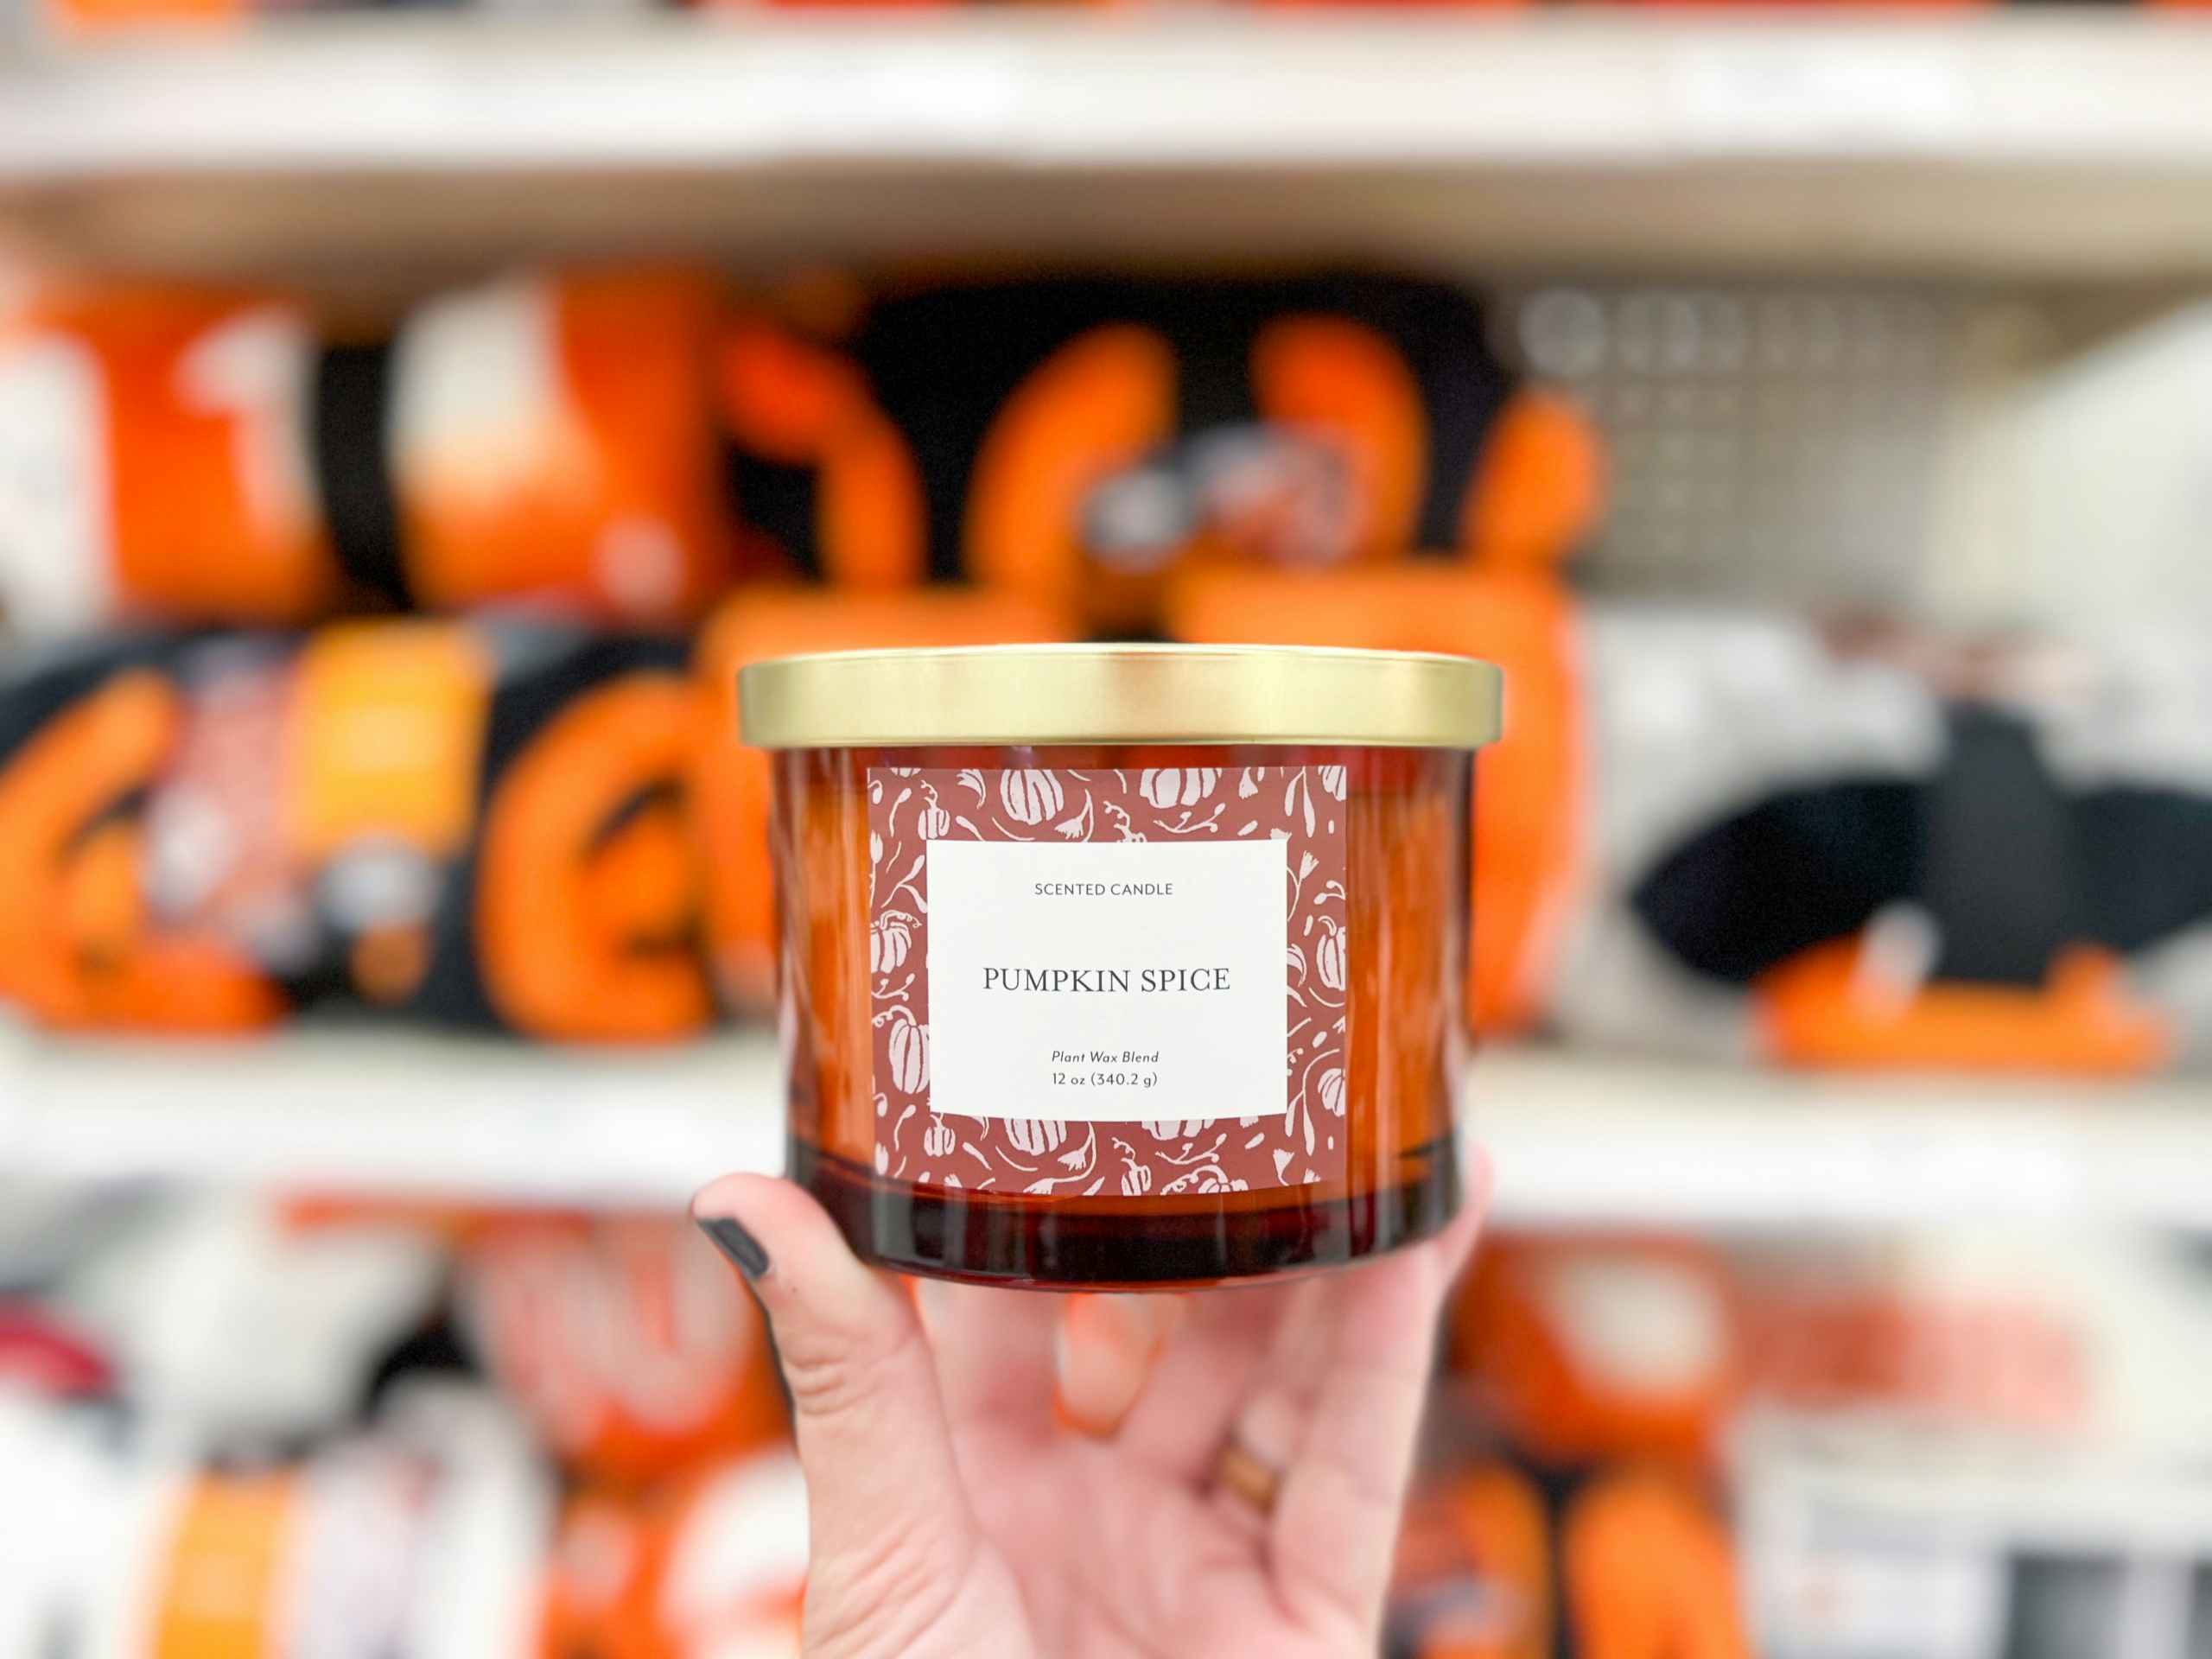 SCENTED CANDLE
PUMPKIN SPICE
Plant Wax Blend
12 oz (340.2 g)